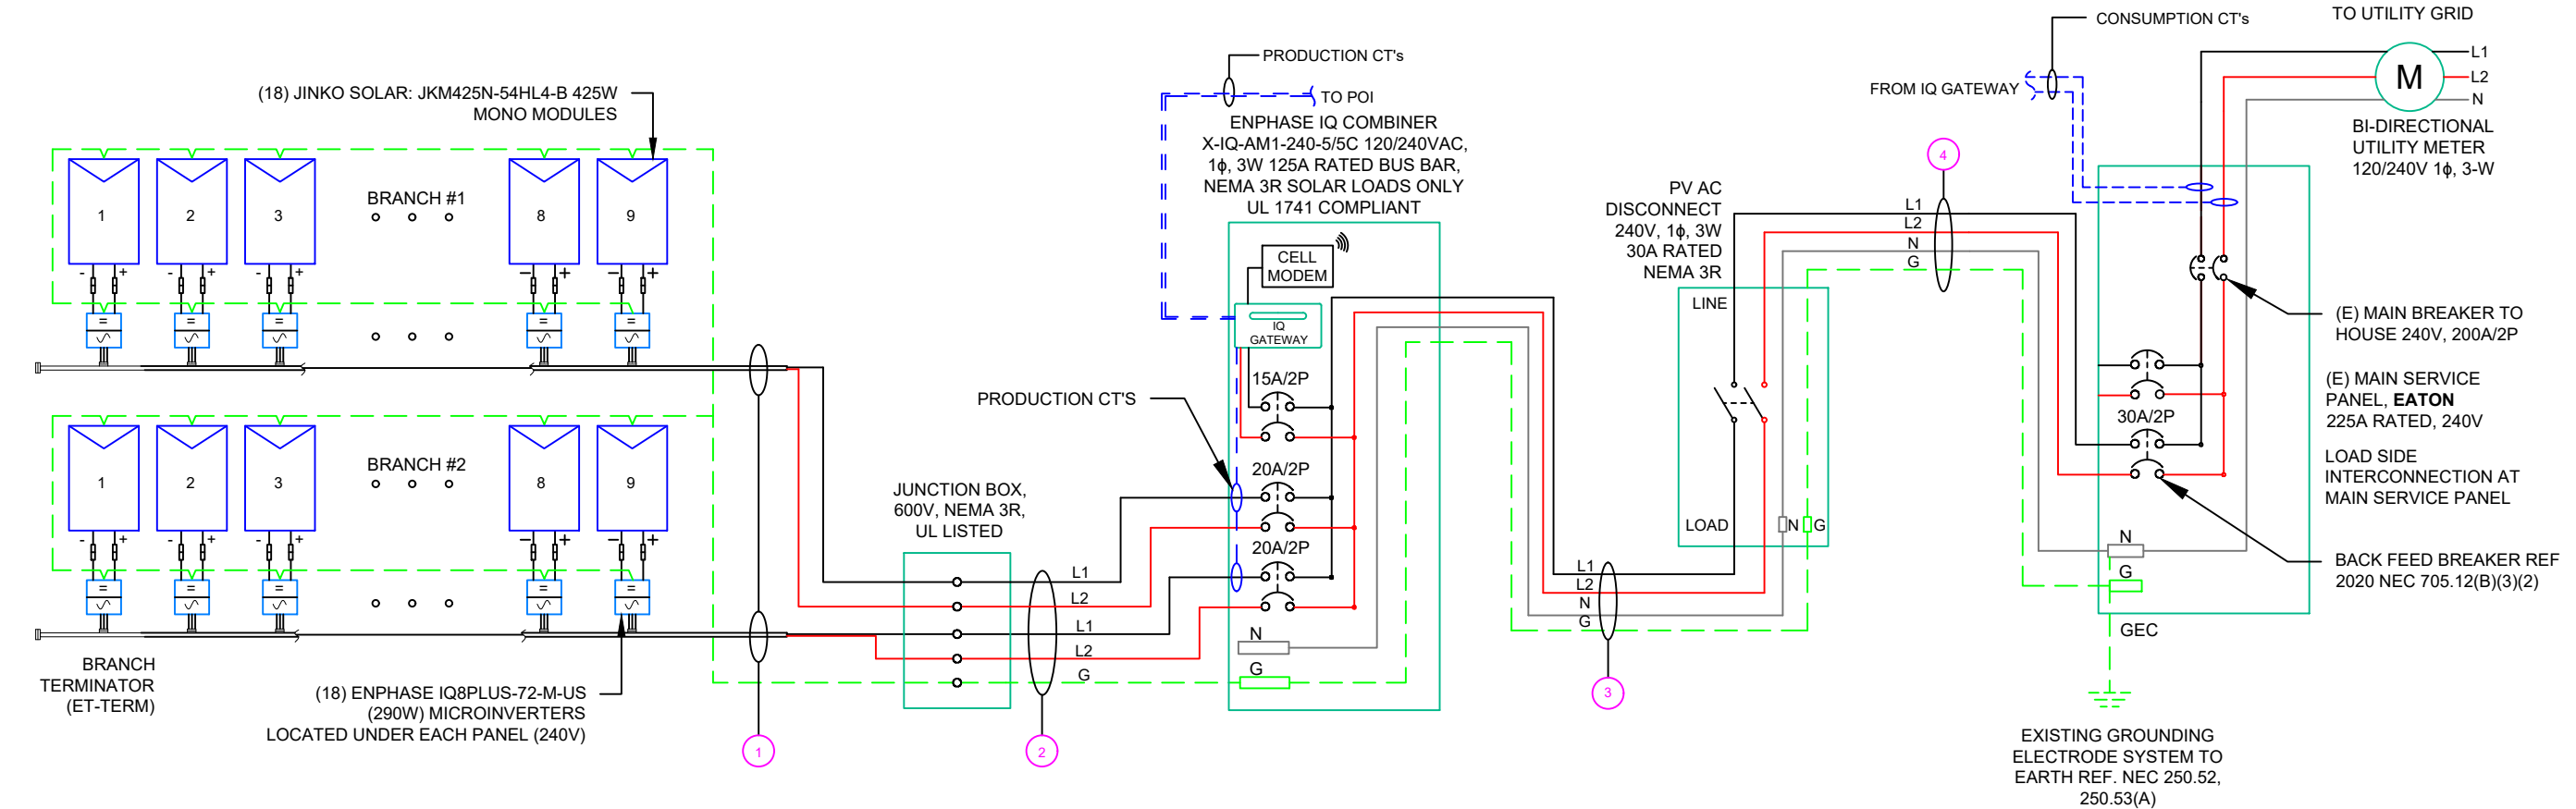 (18) JINKO SOLAR: JKM425N-54HL4-B 425W
MONO MODULES
1
2
3
BRANCH #1
8
9
- + - + - + - + - +
= = = = =
1
2
3
BRANCH #2
8
9
- + - + - + - + - +
= = = = =
BRANCH
TERMINATOR
(ET-TERM)
(18) ENPHASE IQ8PLUS-72-M-US
(290W) MICROINVERTERS
LOCATED UNDER EACH PANEL (240V)
1
JUNCTION BOX,
600V, NEMA 3R,
UL LISTED
L1
L2
L1
L2
G
2
PRODUCTION CT's
TO POI
ENPHASE IQ COMBINER
X-IQ-AM1-240-5/5C 120/240VAC,
1ϕ, 3W 125A RATED BUS BAR,
NEMA 3R SOLAR LOADS ONLY
UL 1741 COMPLIANT
CELL
MODEM
IQ
GATEWAY
PRODUCTION CT'S
15A/2P
20A/2P
20A/2P
N
G
L1
L2
N
G
3
PV AC
DISCONNECT
240V, 1ϕ, 3W
30A RATED
NEMA 3R
LINE
LOAD
N
G
4
L1
L2
N
G
CONSUMPTION CT's
FROM IQ GATEWAY
TO UTILITY GRID
M
L1
L2
N
BI-DIRECTIONAL
UTILITY METER
120/240V 1ϕ, 3-W
(E) MAIN BREAKER TO
HOUSE 240V, 200A/2P
(E) MAIN SERVICE
PANEL, EATON
225A RATED, 240V
30A/2P
LOAD SIDE
INTERCONNECTION AT
MAIN SERVICE PANEL
N
G
BACK FEED BREAKER REF
2020 NEC 705.12(B)(3)(2)
GEC
EXISTING GROUNDING
ELECTRODE SYSTEM TO
EARTH REF. NEC 250.52,
250.53(A)